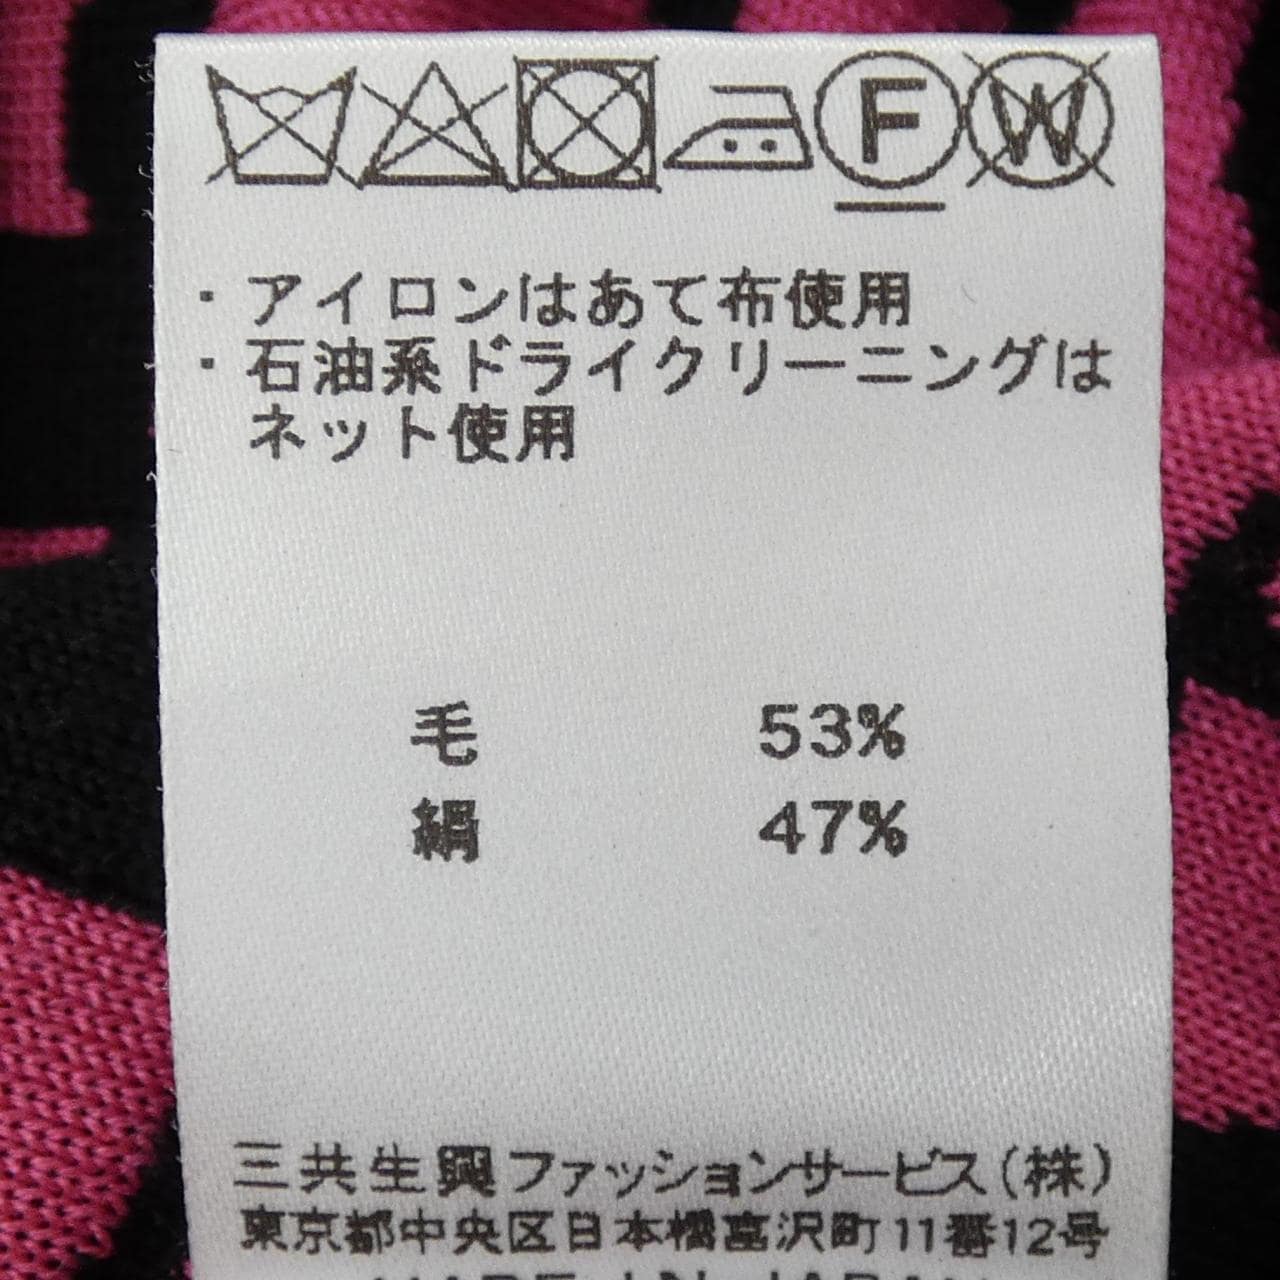 F W
・アイロンはあて布使用
・石油系ドライクリーニングは
ネット使用
毛 53%
絹 47%
三共生興ファッションサービス(株)
東京都中央区日本橋富沢町11番12号
MADE IN JAPAN